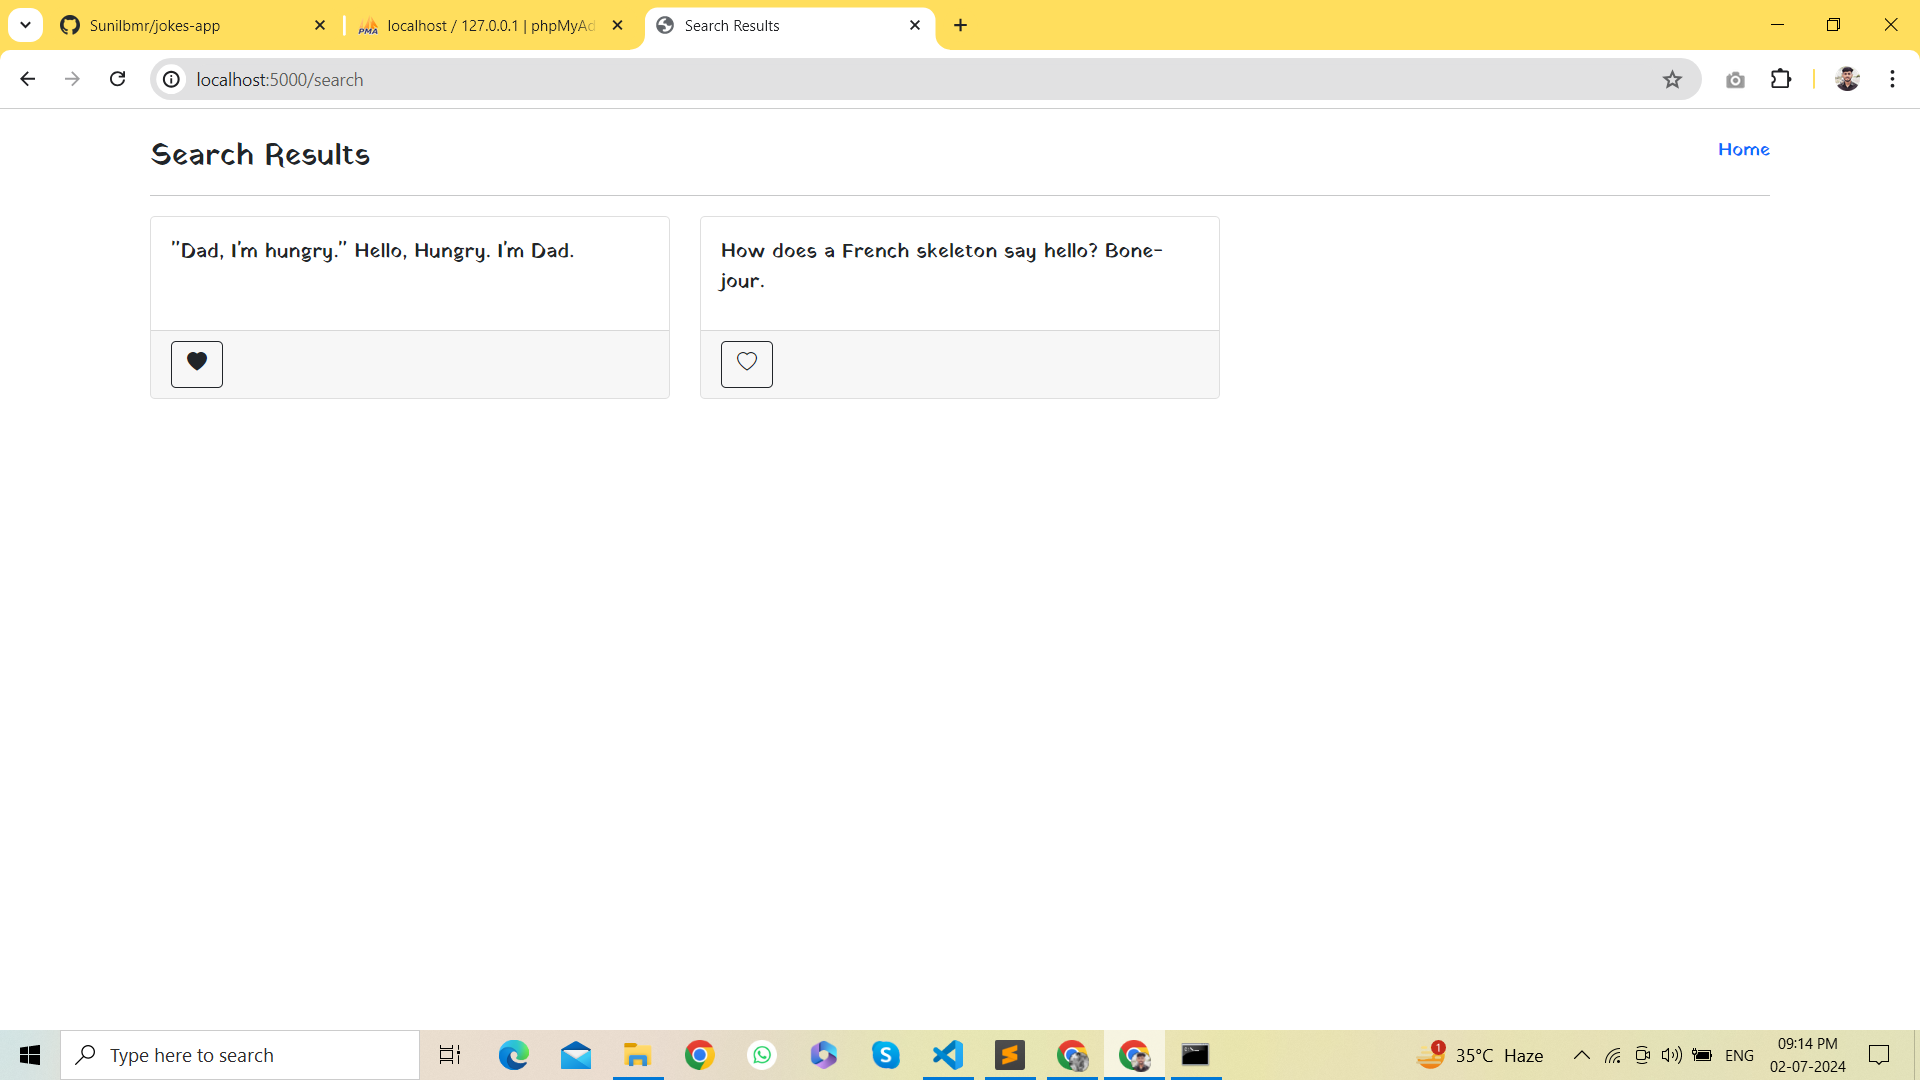 Sunilbmr/jokes-app
localhost / 127.0.0.1 | phpMyAd
Search Results
localhost:5000/search
Search Results
Home
"Dad, I'm hungry." Hello, Hungry. I'm Dad.
How does a French skeleton say hello? Bone-
jour.
Type here to search
1
35°C Haze
ENG
09:14 PM
02-07-2024